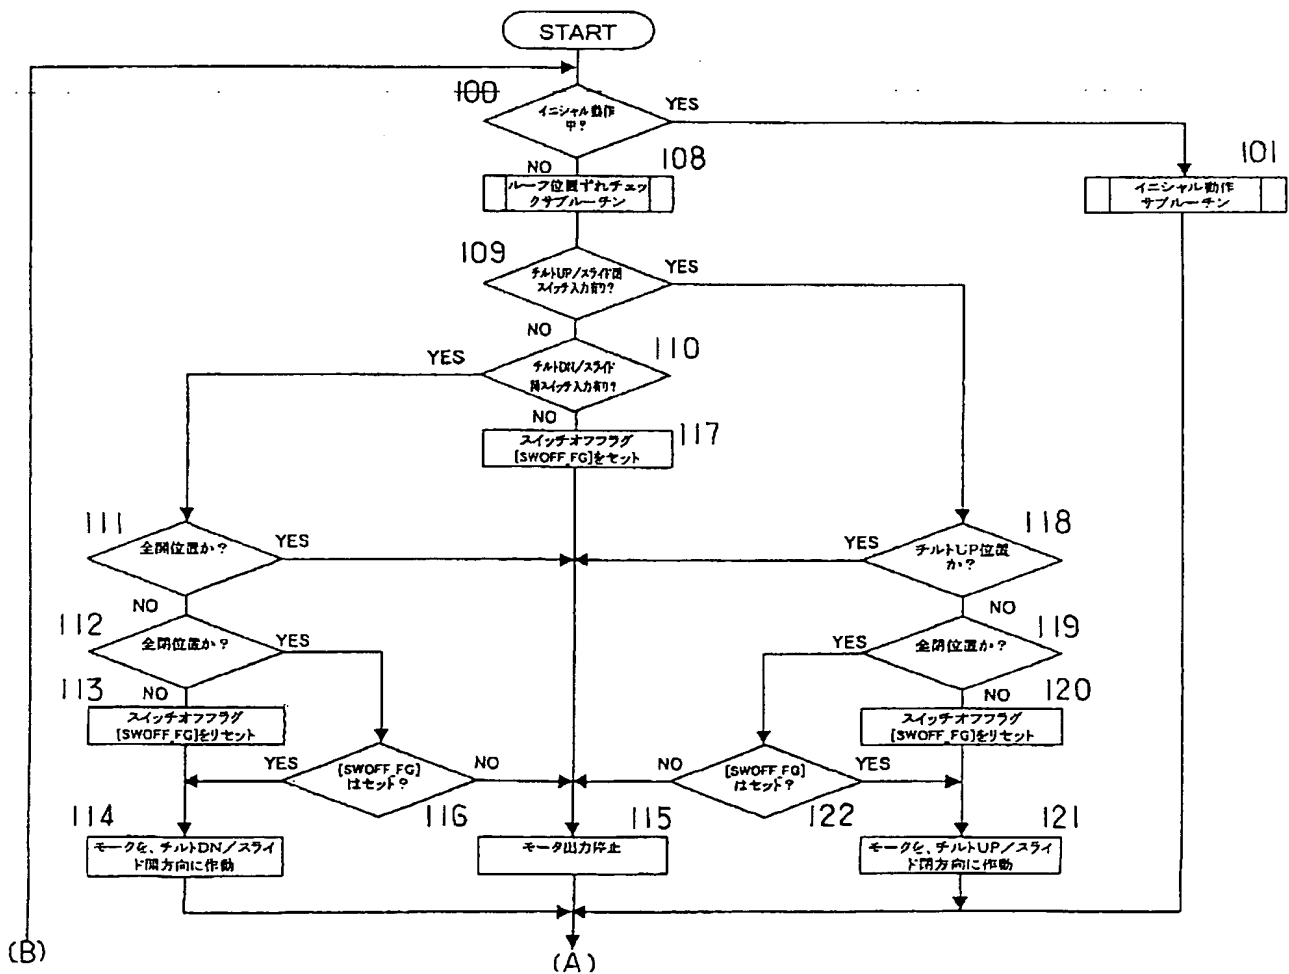 START
100
イニシャル動作
中?
YES
NO
108
101
ルーフ位置ずれチェッ
クサブルーチン
イニシャル動作
サブルーチン
109
チルトUP/スライド閉
スイッチ入力有り?
YES
NO
110
YES
チルトDN/スライド
開スイッチ入力有り?
NO
117
スイッチオフフラグ
[SWOFF_FG]をセット
111
全開位置か?
YES
118
YES
チルトUP位置
か?
NO
NO
112
全閉位置か?
YES
119
YES
全閉位置か?
113
NO
NO
120
スイッチオフフラグ
[SWOFF_FG]をリセット
スイッチオフフラグ
[SWOFF_FG]をリセット
YES
[SWOFF_FG]
はセット?
NO
NO
[SWOFF_FG]
はセット?
YES
114
116
115
122
121
モータを、チルトDN/スライ
ド開方向に作動
モータ出力停止
モータを、チルトUP/スライ
ド閉方向に作動
(B)
(A)